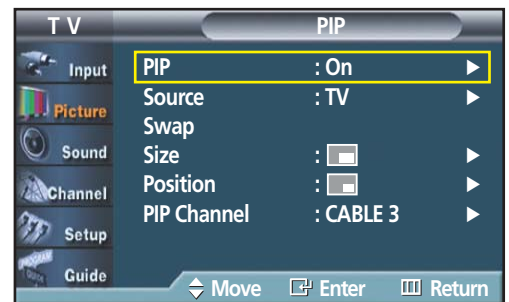 T V
PIP
Input
Picture
Sound
Channel
Setup
Guide
PIP : On
Source : TV
Swap
Size :
Position :
PIP Channel : CABLE 3
Move Enter Return